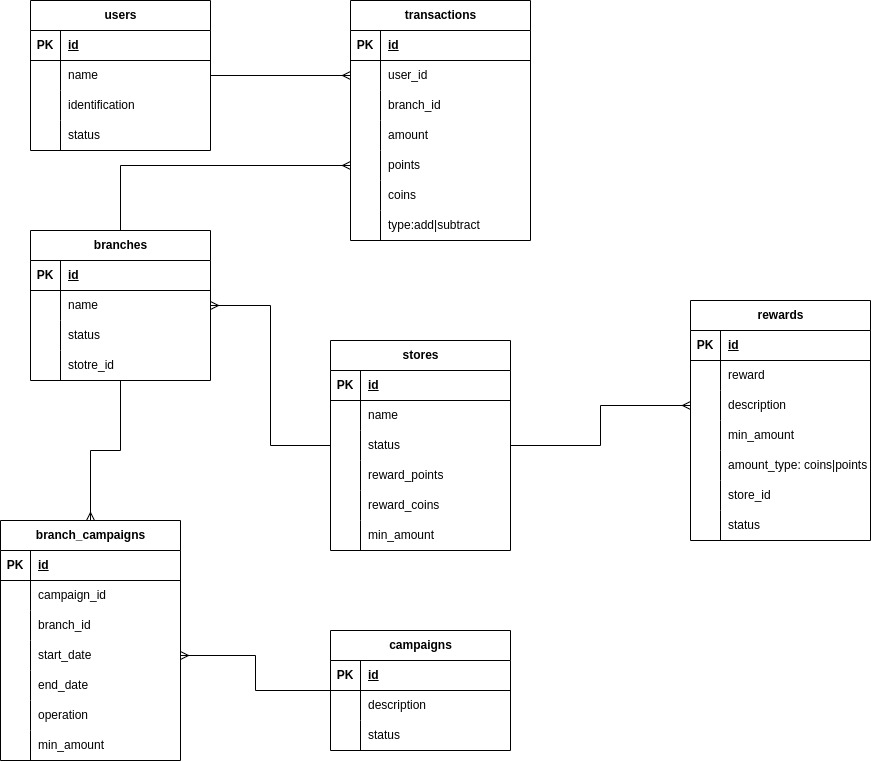 users
PK id
name
identification
status
transactions
PK id
user_id
branch_id
amount
points
coins
type:add|subtract
branches
PK id
name
status
stotre_id
stores
PK id
name
status
reward_points
reward_coins
min_amount
rewards
PK id
reward
description
min_amount
amount_type: coins|points
store_id
status
branch_campaigns
PK id
campaign_id
branch_id
start_date
end_date
operation
min_amount
campaigns
PK id
description
status